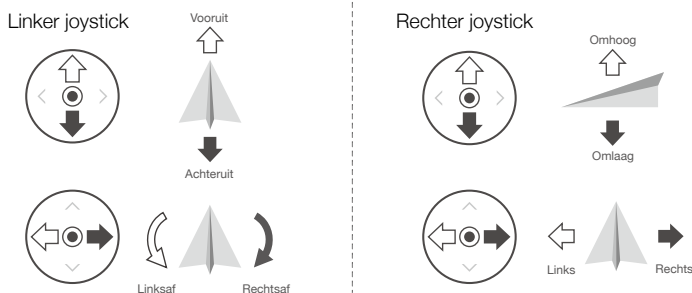 Linker joystick
Vooruit
Achteruit
Linksaf
Rechtsaf
Rechter joystick
Omhoog
Omlaag
Links
Rechts